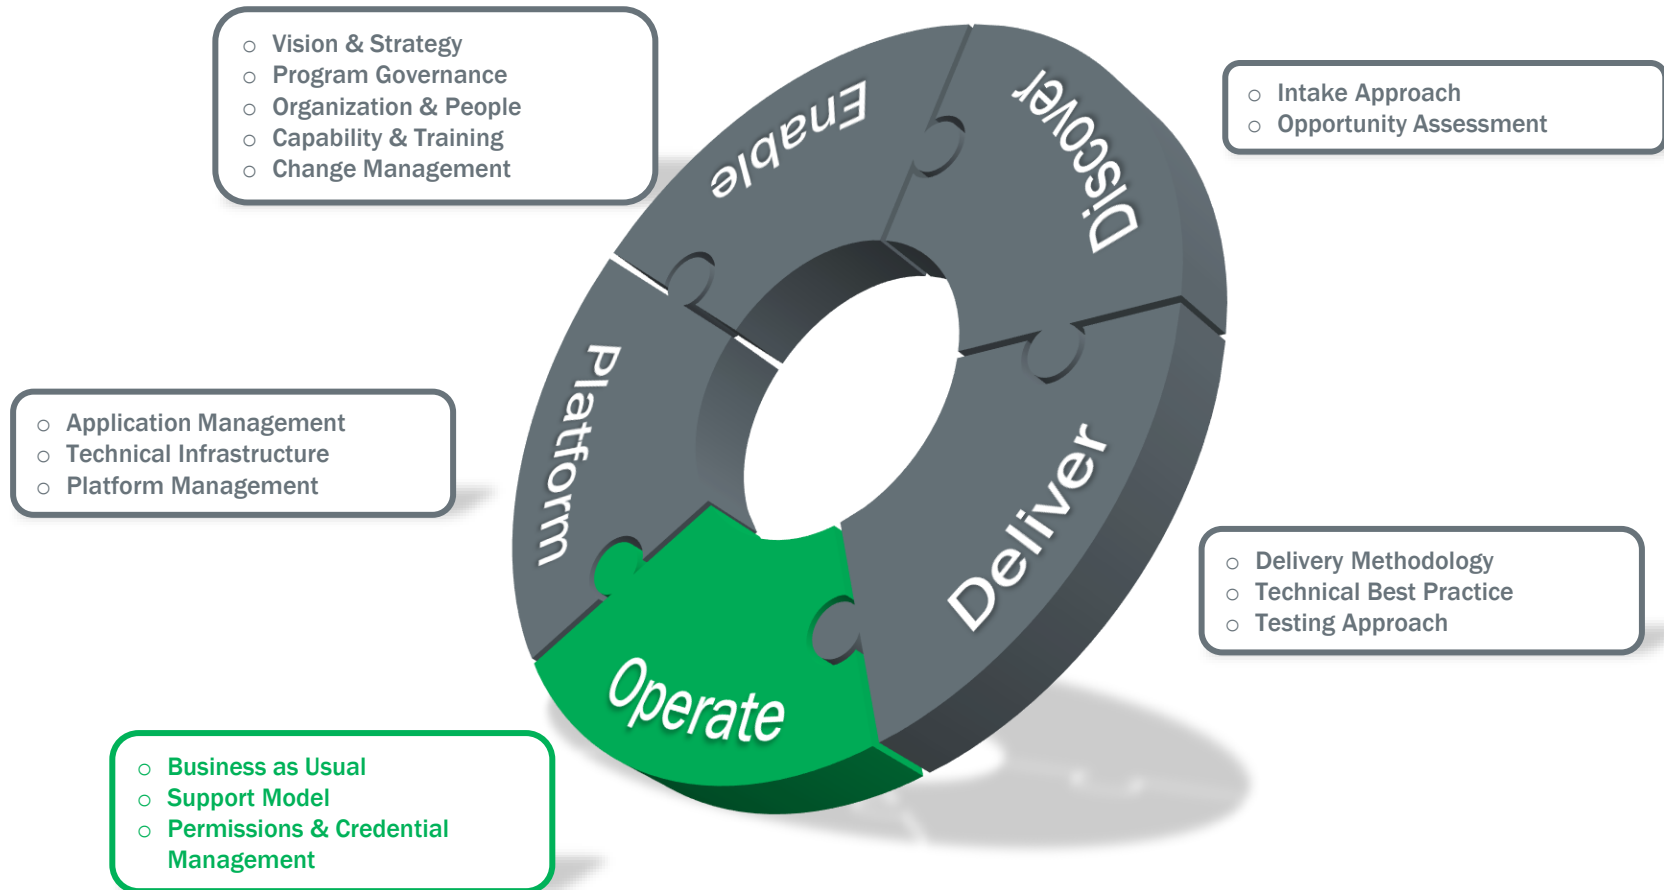 ○ Vision & Strategy
○ Program Governance
○ Organization & People
○ Capability & Training
○ Change Management
Enable
Discover
○ Intake Approach
○ Opportunity Assessment
Platform
○ Application Management
○ Technical Infrastructure
○ Platform Management
Deliver
○ Delivery Methodology
○ Technical Best Practice
○ Testing Approach
Operate
○ Business as Usual
○ Support Model
○ Permissions & Credential
Management